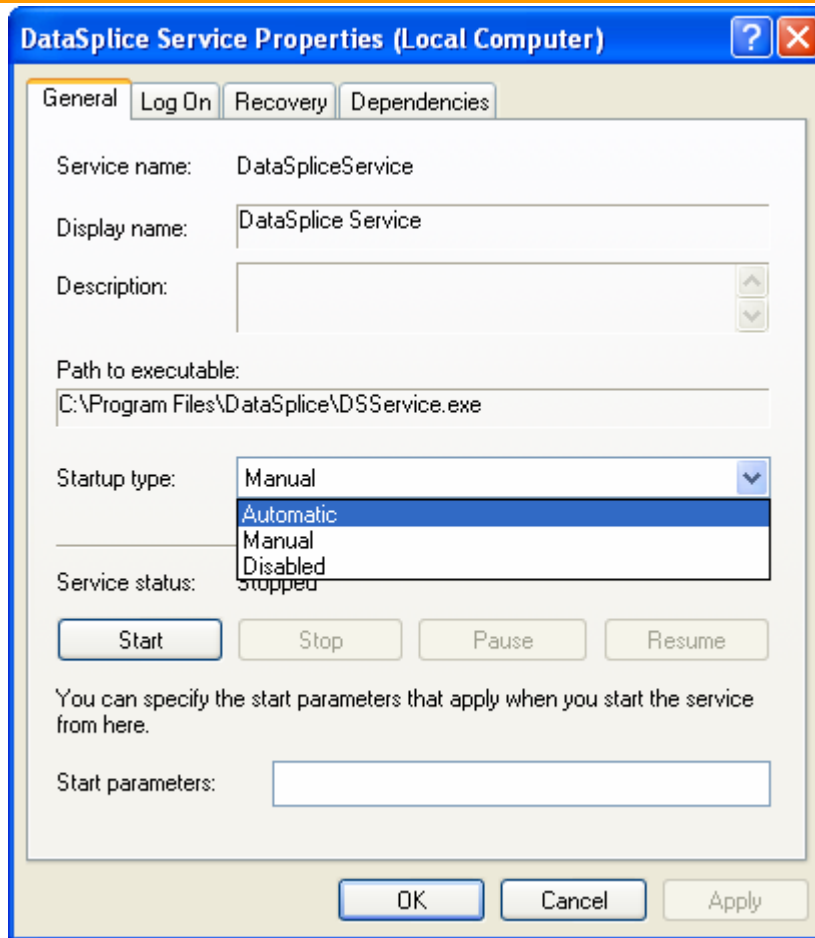 DataSplice Service Properties (Local Computer)
General Log On Recovery Dependencies
Service name: DataSpliceService
Display name: DataSplice Service
Description:
Path to executable:
C:\Program Files\DataSplice\DSService.exe
Startup type: Manual
Automatic
Manual
Disabled
Service status: Stopped
Start Stop Pause Resume
You can specify the start parameters that apply when you start the service
from here.
Start parameters:
OK Cancel Apply